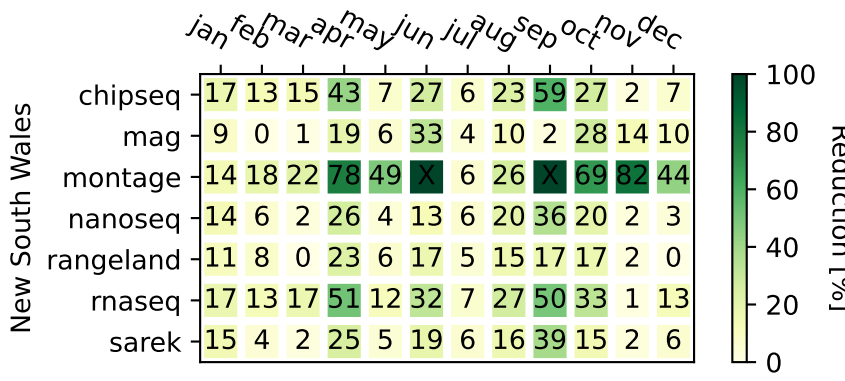 jan feb mar apr may jun jul aug sep oct nov dec
New South Wales
chipseq 17 13 15 43 7 27 6 23 59 27 2 7
mag 9 0 1 19 6 33 4 10 2 28 14 10
montage 14 18 22 78 49 X 6 26 X 69 82 44
nanoseq 14 6 2 26 4 13 6 20 36 20 2 3
rangeland 11 8 0 23 6 17 5 15 17 17 2 0
rnaseq 17 13 17 51 12 32 7 27 50 33 1 13
sarek 15 4 2 25 5 19 6 16 39 15 2 6
100
80
60
40
20
0
Reduction [%]